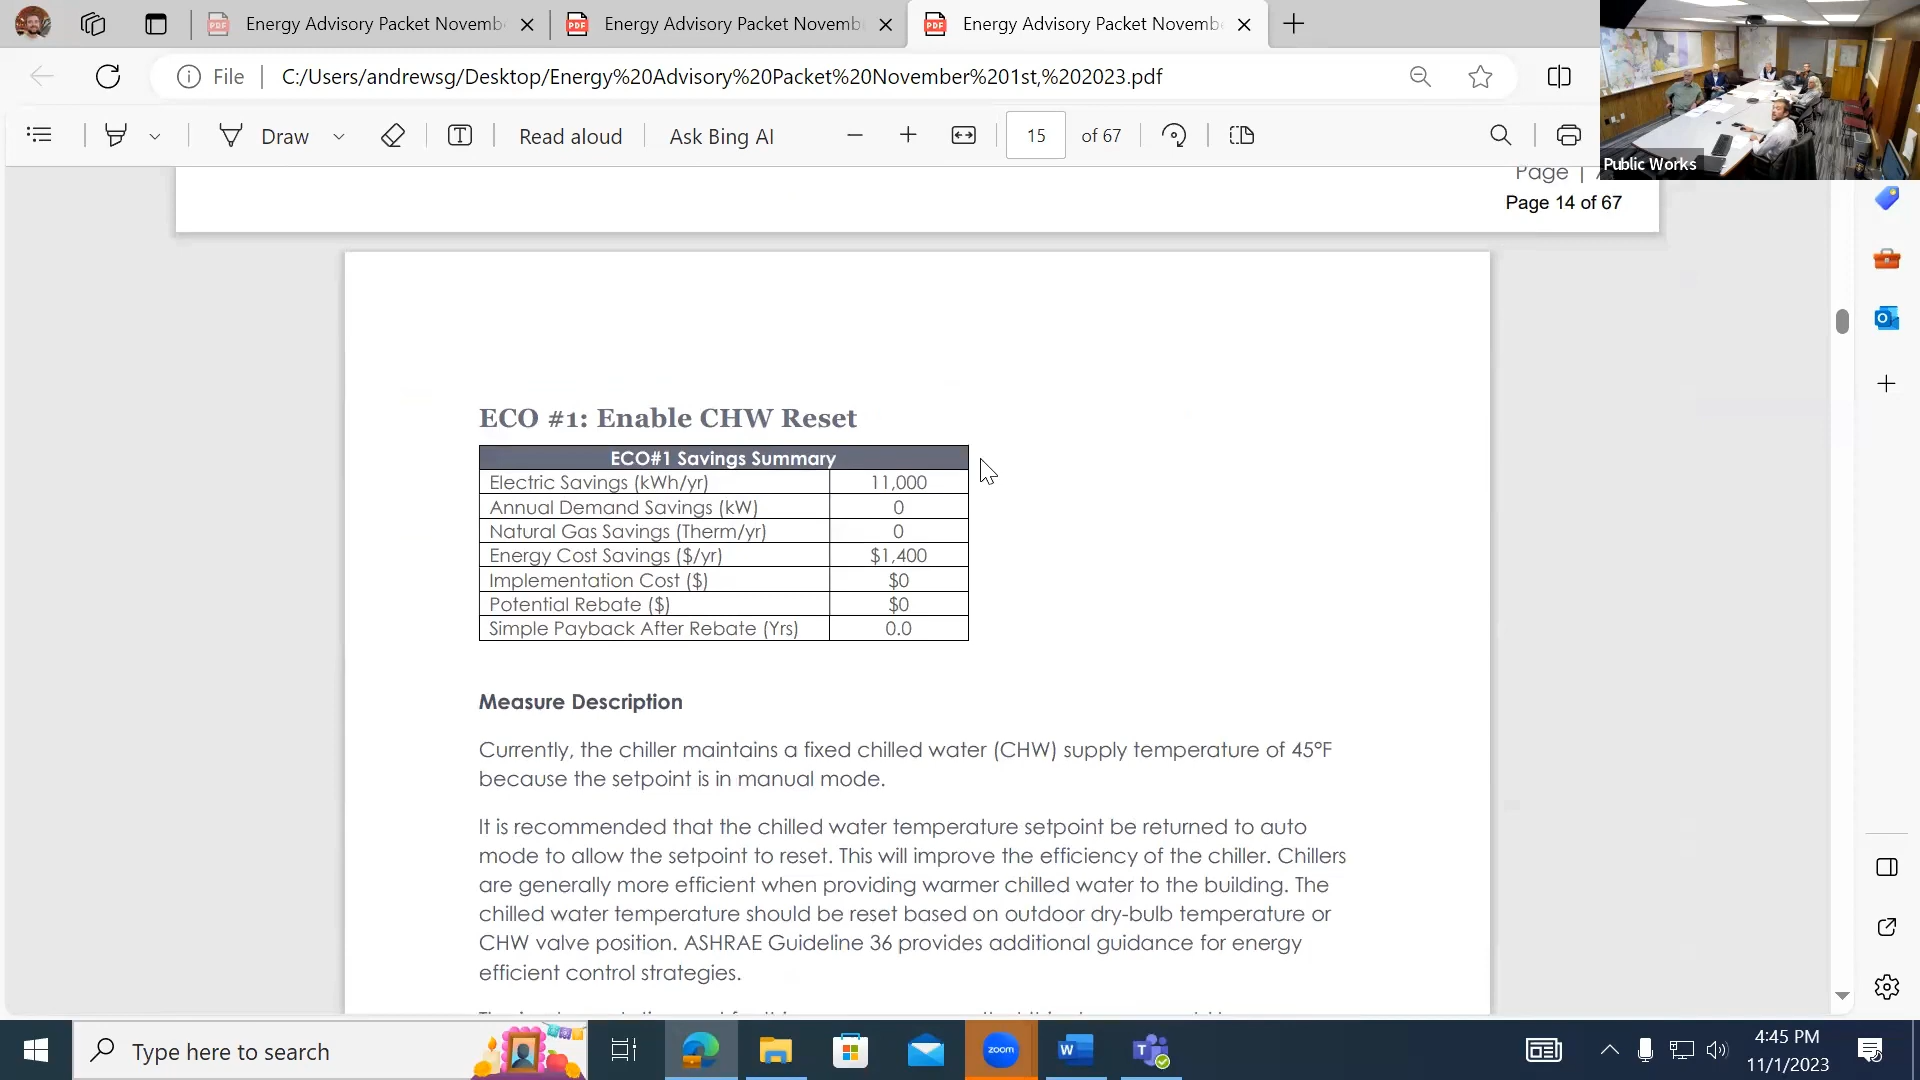 Energy Advisory Packet Novemb
Energy Advisory Packet Novemb
Energy Advisory Packet Novembe
File
C:/Users/andrewsg/Desktop/Energy%20Advisory%20Packet%20November%201st,%202023.pdf
Draw
Read aloud
Ask Bing AI
15
of 67
Public Works
Page |
Page 14 of 67
ECO #1: Enable CHW Reset
ECO#1 Savings Summary
Electric Savings (kWh/yr) 11,000
Annual Demand Savings (kW) 0
Natural Gas Savings (Therm/yr) 0
Energy Cost Savings ($/yr) $1,400
Implementation Cost ($) $0
Potential Rebate ($) $0
Simple Payback After Rebate (Yrs) 0.0
Measure Description
Currently, the chiller maintains a fixed chilled water (CHW) supply temperature of 45°F
because the setpoint is in manual mode.
It is recommended that the chilled water temperature setpoint be returned to auto
mode to allow the setpoint to reset. This will improve the efficiency of the chiller. Chillers
are generally more efficient when providing warmer chilled water to the building. The
chilled water temperature should be reset based on outdoor dry-bulb temperature or
CHW valve position. ASHRAE Guideline 36 provides additional guidance for energy
efficient control strategies.
Type here to search
zoom
4:45 PM
11/1/2023